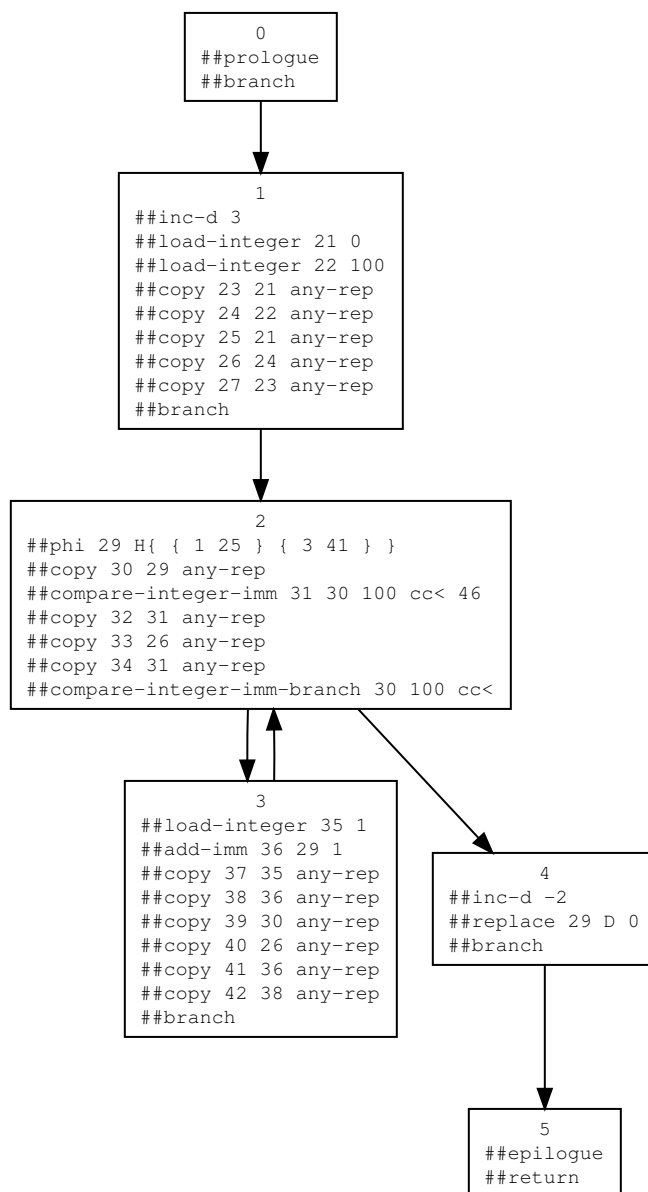 0
##prologue
##branch
1
##inc-d 3
##load-integer 21 0
##load-integer 22 100
##copy 23 21 any-rep
##copy 24 22 any-rep
##copy 25 21 any-rep
##copy 26 24 any-rep
##copy 27 23 any-rep
##branch
2
##phi 29 H{ { 1 25 } { 3 41 } }
##copy 30 29 any-rep
##compare-integer-imm 31 30 100 cc< 46
##copy 32 31 any-rep
##copy 33 26 any-rep
##copy 34 31 any-rep
##compare-integer-imm-branch 30 100 cc<
3
##load-integer 35 1
##add-imm 36 29 1
##copy 37 35 any-rep
##copy 38 36 any-rep
##copy 39 30 any-rep
##copy 40 26 any-rep
##copy 41 36 any-rep
##copy 42 38 any-rep
##branch
4
##inc-d -2
##replace 29 D 0
##branch
5
##epilogue
##return